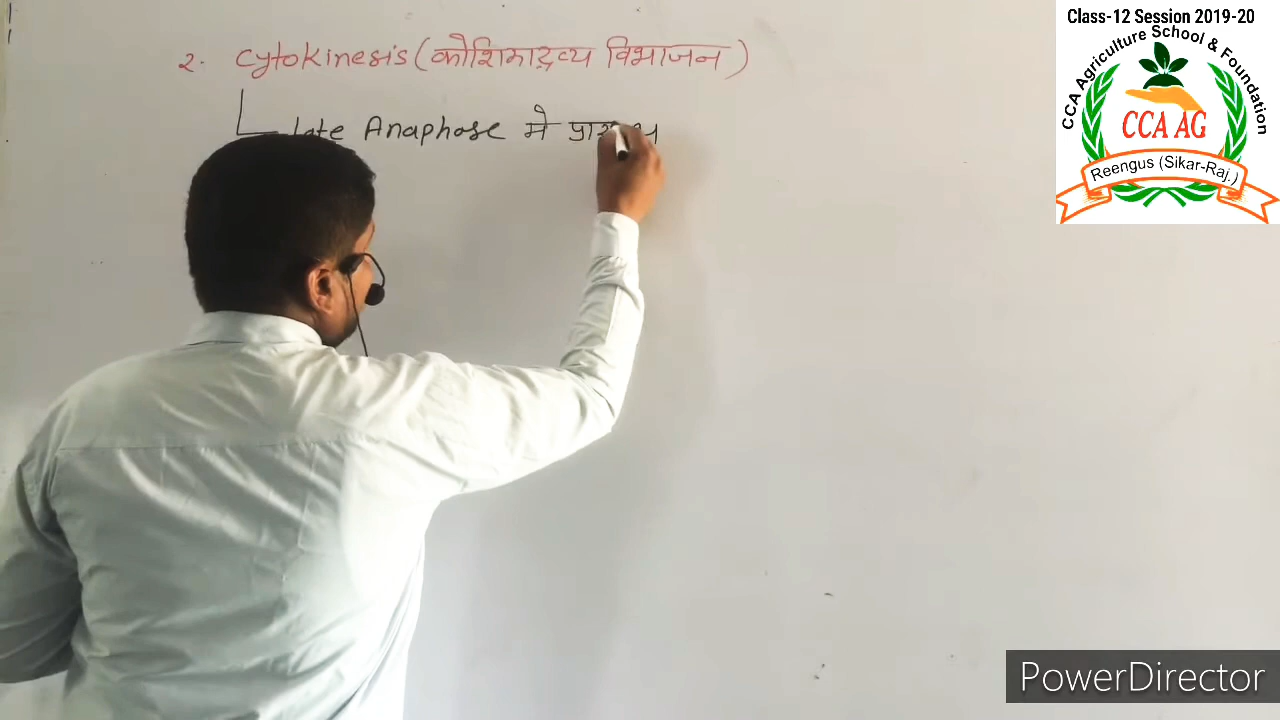 Class-12 Session 2019-20
CCA Agriculture School & Foundation
CCA AG
Reengus (Sikar-Raj.)
2. Cytokinesis (कोशिकाद्रव्य विभाजन)
late Anaphase मे
PowerDirector